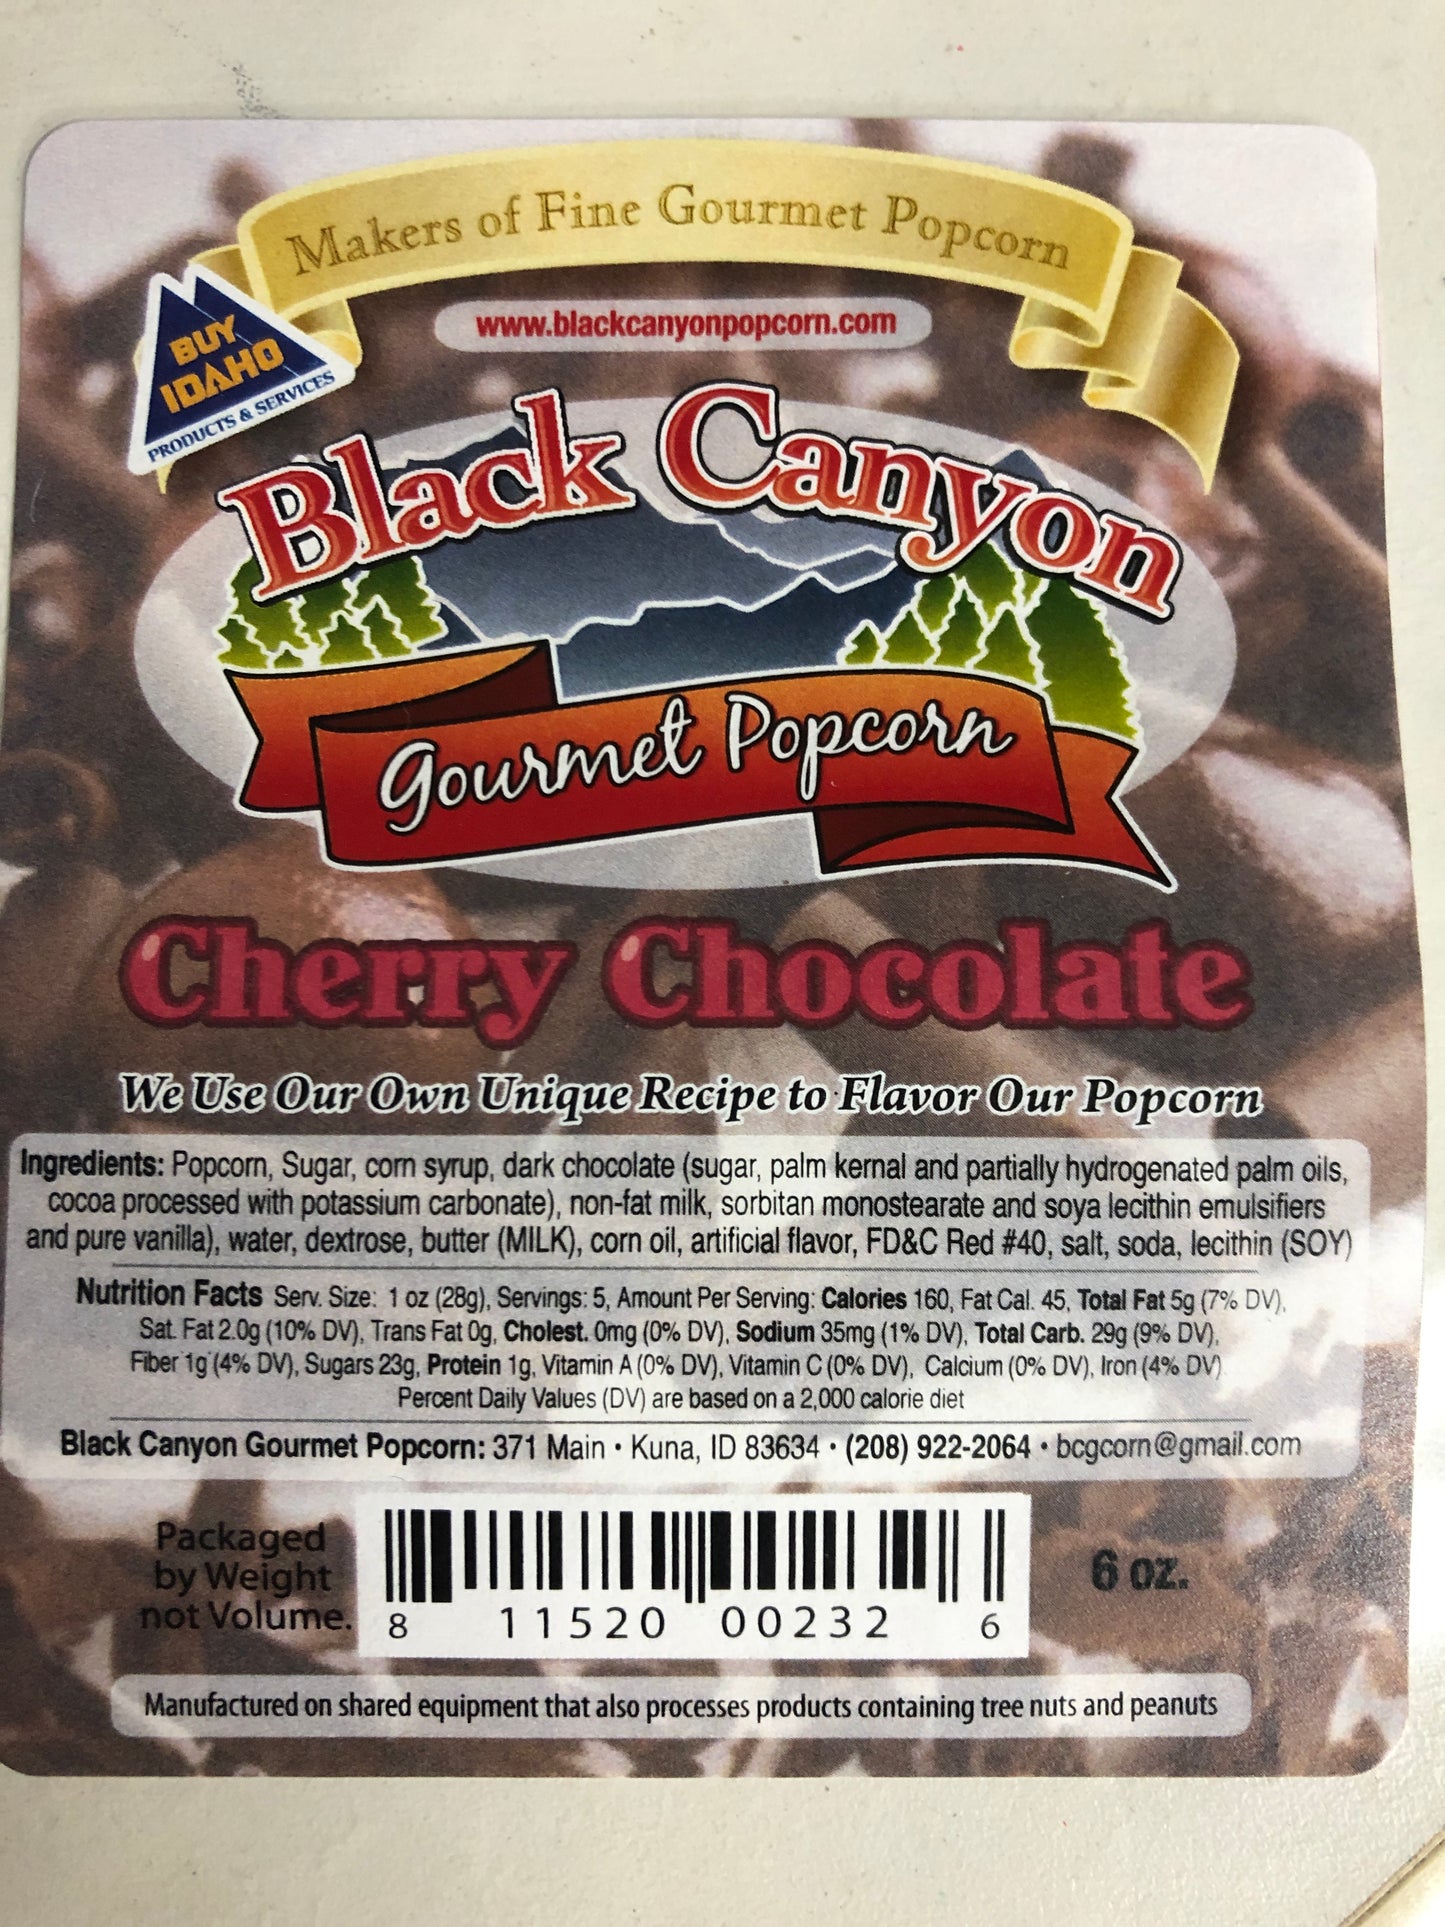 Makers of Fine Gourmet Popcorn
www.blackcanyonpopcorn.com
BUY
IDAHO
PRODUCTS & SERVICES
Black Canyon
Gourmet Popcorn
Cherry Chocolate
We Use Our Own Unique Recipe to Flavor Our Popcorn
Ingredients: Popcorn, Sugar, corn syrup, dark chocolate (sugar, palm kernal and partially hydrogenated palm oils,
cocoa processed with potassium carbonate), non-fat milk, sorbitan monostearate and soya lecithin emulsifiers
and pure vanilla), water, dextrose, butter (MILK), corn oil, artificial flavor, FD&C Red #40, salt, soda, lecithin (SOY)
Nutrition Facts Serv. Size: 1 oz (28g), Servings: 5, Amount Per Serving: Calories 160, Fat Cal. 45, Total Fat 5g (7% DV),
Sat. Fat 2.0g (10% DV), Trans Fat 0g, Cholest. 0mg (0% DV), Sodium 35mg (1% DV), Total Carb. 29g (9% DV),
Fiber 1g (4% DV), Sugars 23g, Protein 1g, Vitamin A (0% DV), Vitamin C (0% DV), Calcium (0% DV), Iron (4% DV)
Percent Daily Values (DV) are based on a 2,000 calorie diet
Black Canyon Gourmet Popcorn: 371 Main • Kuna, ID 83634 • (208) 922-2064 • bcgcorn@gmail.com
Packaged
by Weight
not Volume.
8 11520 00232 6
6 oz.
Manufactured on shared equipment that also processes products containing tree nuts and peanuts